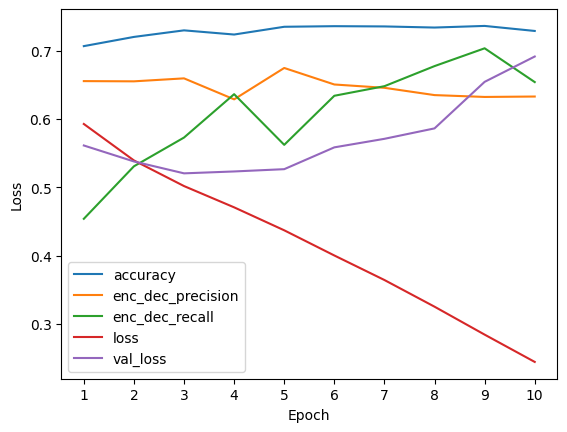 0.7
0.6
0.5
0.4
0.3
Loss
accuracy
enc_dec_precision
enc_dec_recall
loss
val_loss
1 2 3 4 5 6 7 8 9 10
Epoch